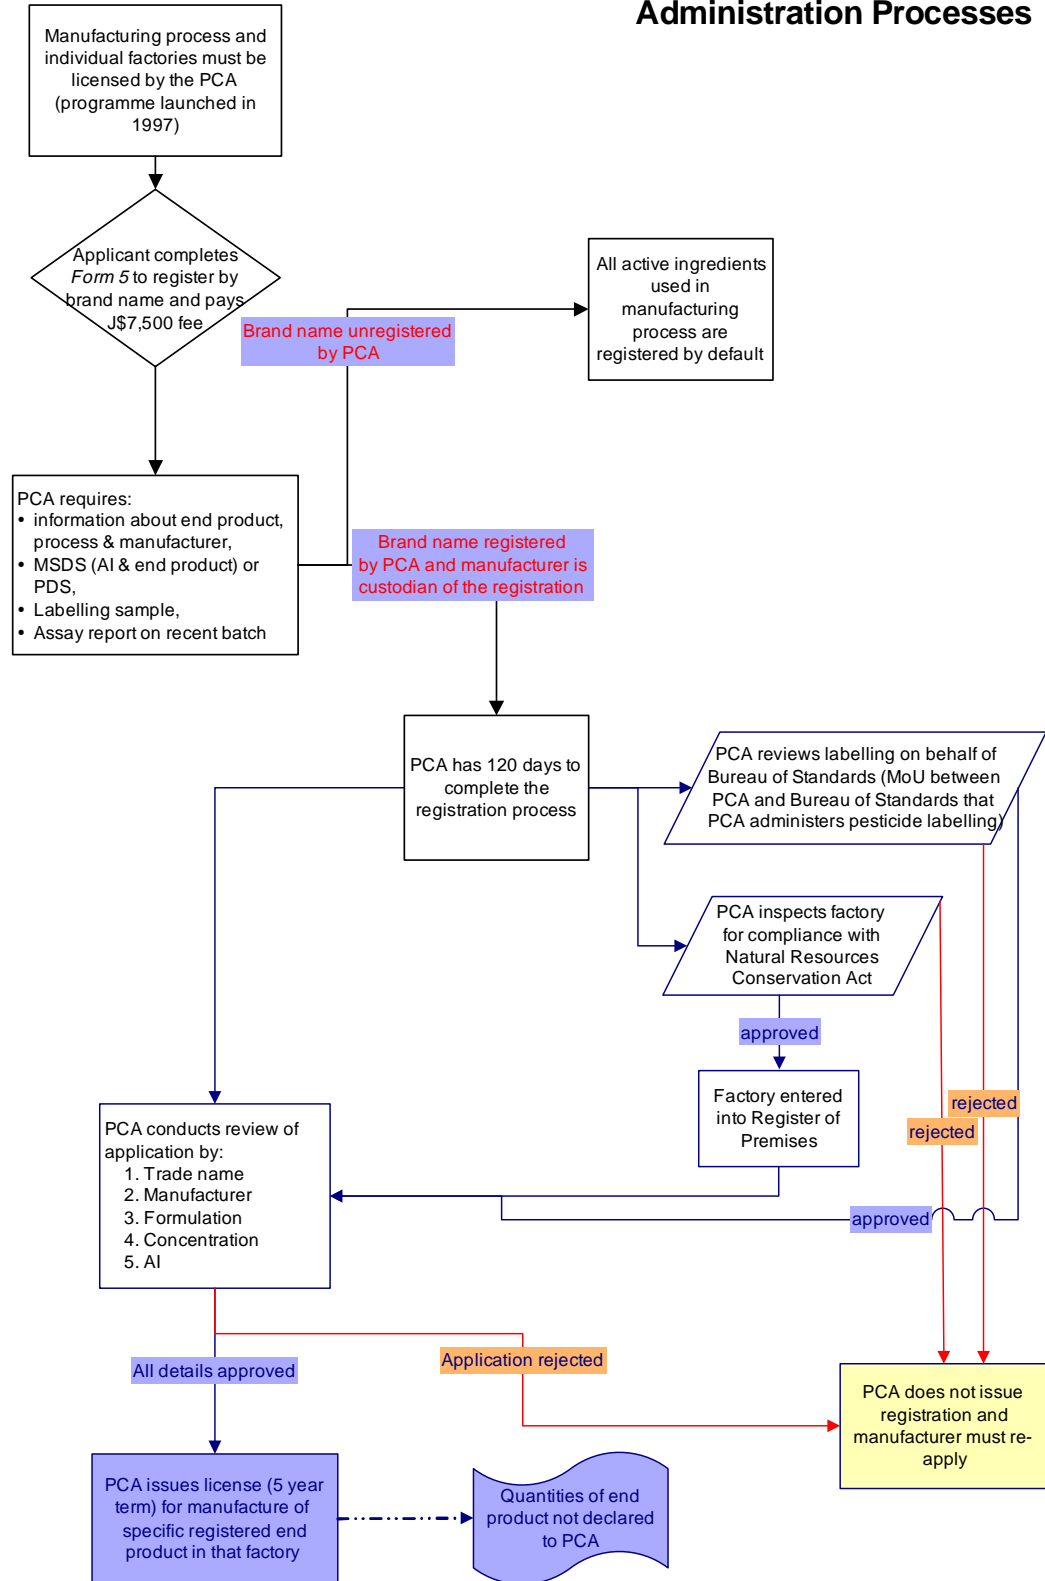 Administration Processes
Manufacturing process and
individual factories must be
licensed by the PCA
(programme launched in
1997)
Applicant completes
Form 5 to register by
brand name and pays
J$7,500 fee
All active ingredients
used in
manufacturing
process are
registered by default
Brand name unregistered
by PCA
PCA requires:
• information about end product,
process & manufacturer,
• MSDS (AI & end product) or
PDS,
• Labelling sample,
• Assay report on recent batch
Brand name registered
by PCA and manufacturer is
custodian of the registration
PCA has 120 days to
complete the
registration process
PCA reviews labelling on behalf of
Bureau of Standards (MoU between
PCA and Bureau of Standards that
PCA administers pesticide labelling)
PCA inspects factory
for compliance with
Natural Resources
Conservation Act
approved
Factory entered
into Register of
Premises
rejected
rejected
PCA conducts review of
application by:
1. Trade name
2. Manufacturer
3. Formulation
4. Concentration
5. AI
approved
All details approved
Application rejected
PCA does not issue
registration and
manufacturer must re-
apply
PCA issues license (5 year
term) for manufacture of
specific registered end
product in that factory
Quantities of end
product not declared
to PCA